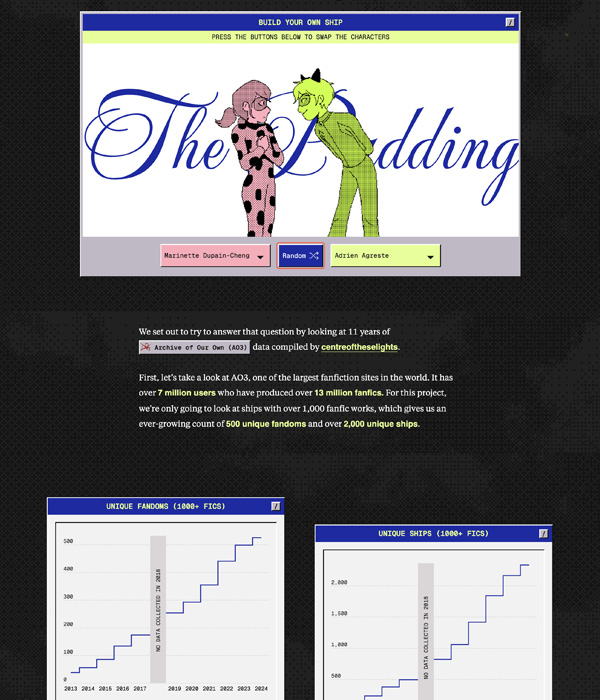 BUILD YOUR OWN SHIP
PRESS THE BUTTONS BELOW TO SWAP THE CHARACTERS
The Wedding
Marinette Dupain-Cheng
Random
Adrien Agreste
We set out to try to answer that question by looking at 11 years of
Archive of Our Own (AO3) data compiled by centreoftheselights.
First, let's take a look at AO3, one of the largest fanfiction sites in the world. It has
over 7 million users who have produced over 13 million fanfics. For this project,
we're only going to look at ships with over 1,000 fanfic works, which gives us an
ever-growing count of 500 unique fandoms and over 2,000 unique ships.
UNIQUE FANDOMS (1000+ FICS)
500
400
300
200
100
0
NO DATA COLLECTED IN 2018
2013 2014 2015 2016 2017 2019 2020 2021 2022 2023 2024
UNIQUE SHIPS (1000+ FICS)
2,000
1,500
1,000
500
NO DATA COLLECTED IN 2018